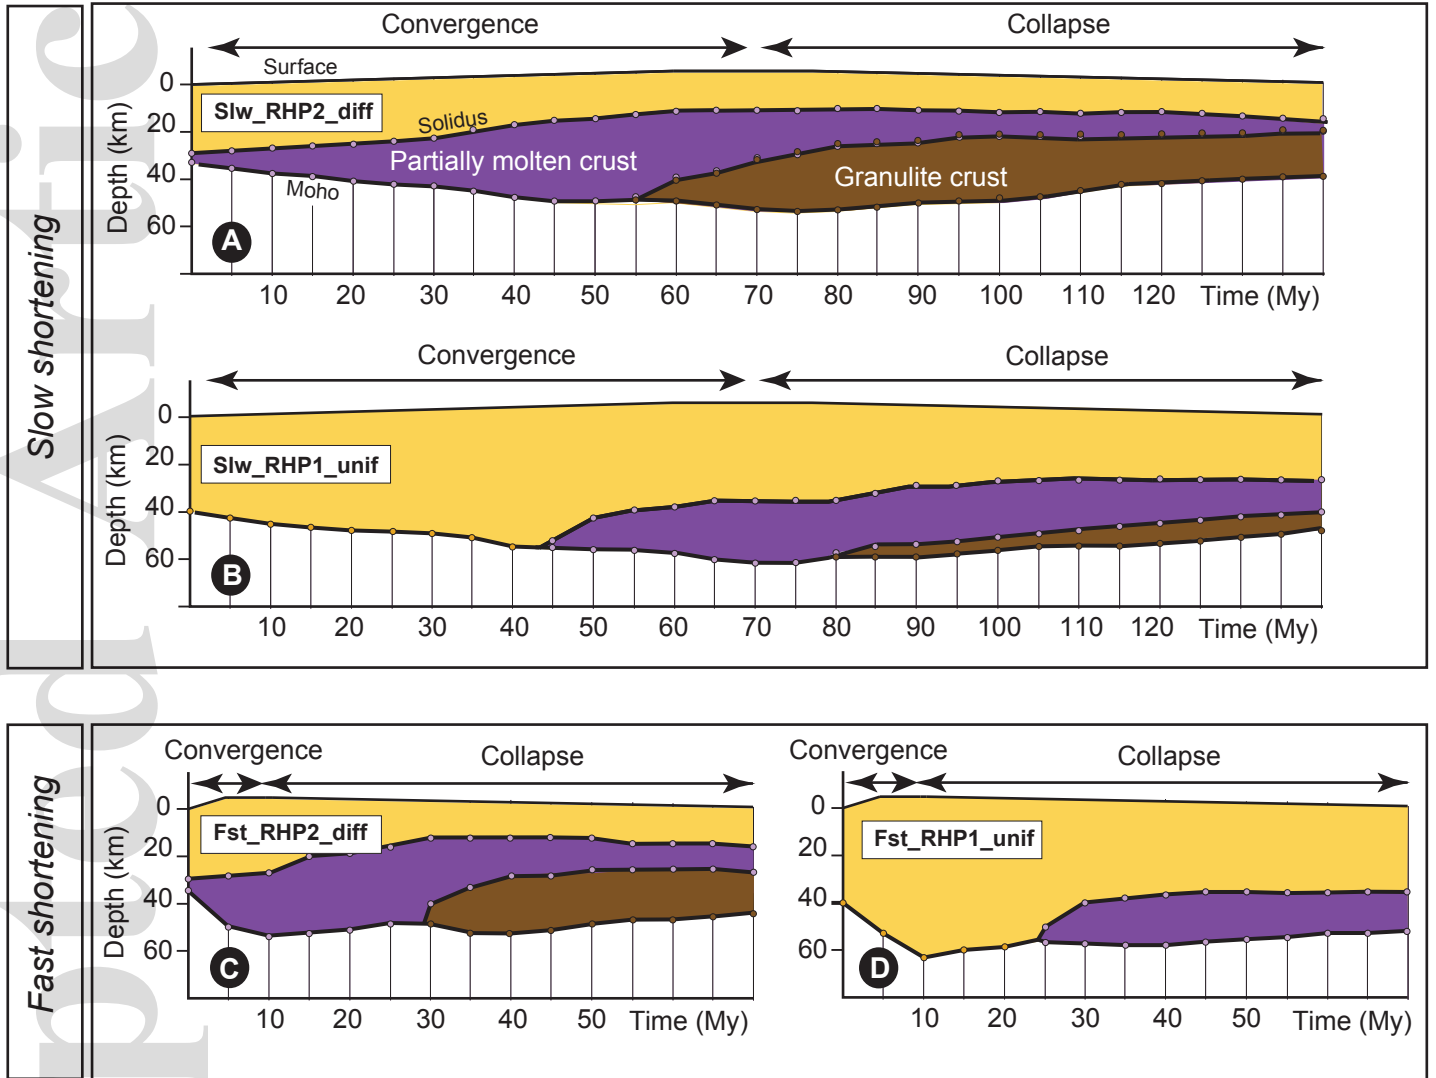 Slow shortening
Convergence
Collapse
Surface
0
20
40
60
Depth (km)
Slw_RHP2_diff
Solidus
Partially molten crust
Moho
Granulite crust
A
10 20 30 40 50 60 70 80 90 100 110 120 Time (My)
Convergence
Collapse
0
20
40
60
Depth (km)
Slw_RHP1_unif
B
10 20 30 40 50 60 70 80 90 100 110 120 Time (My)
Fast shortening
Convergence
Collapse
0
20
40
60
Depth (km)
Fst_RHP2_diff
C
10 20 30 40 50 Time (My)
Convergence
Collapse
0
20
40
60
Fst_RHP1_unif
D
10 20 30 40 50 Time (My)
pted Artic